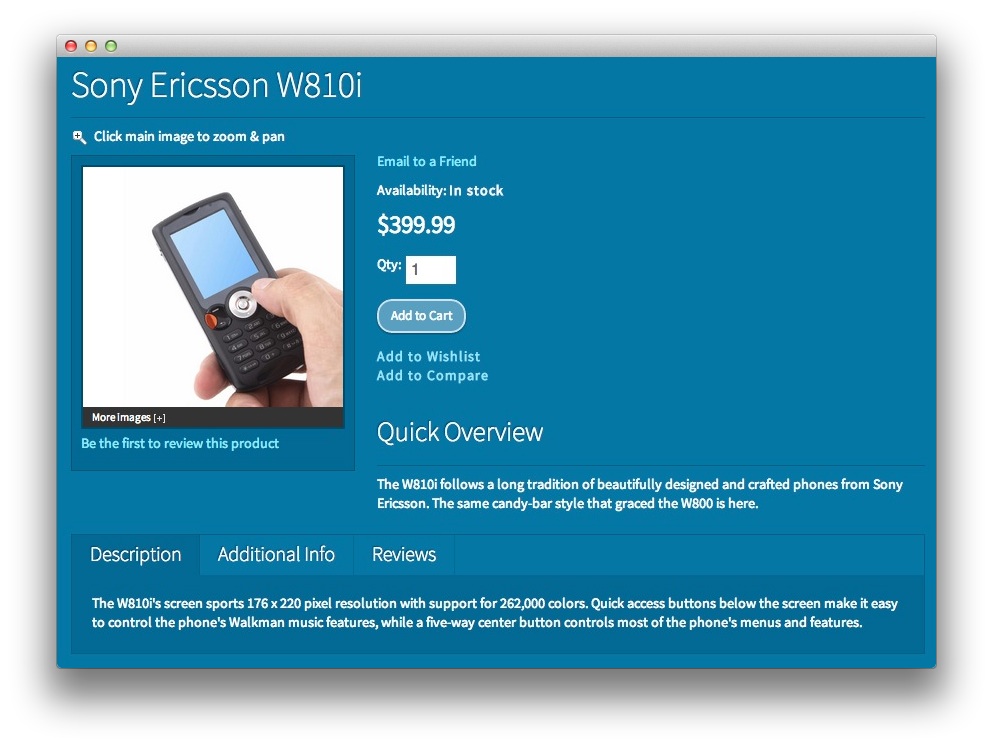 Sony Ericsson W810i
Click main image to zoom & pan
Email to a Friend
Availability: In stock
$399.99
Qty: 1
Add to Cart
Add to Wishlist
Add to Compare
More Images [+]
Be the first to review this product
Quick Overview
The W810i follows a long tradition of beautifully designed and crafted phones from Sony
Ericsson. The same candy-bar style that graced the W800 is here.
Description
Additional Info
Reviews
The W810i's screen sports 176 x 220 pixel resolution with support for 262,000 colors. Quick access buttons below the screen make it easy
to control the phone's Walkman music features, while a five-way center button controls most of the phone's menus and features.